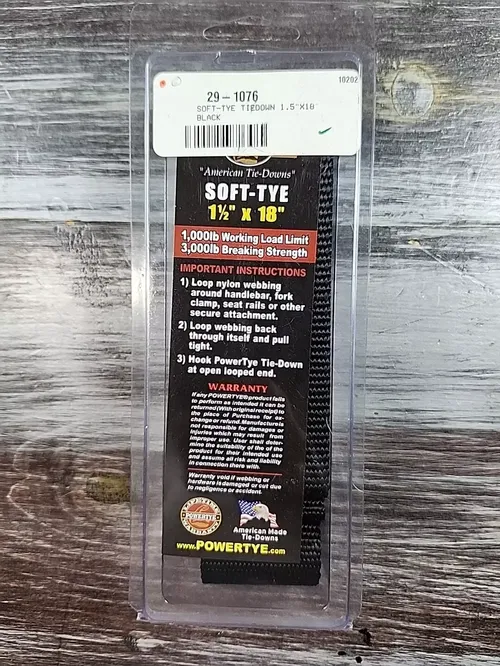 10202
29-1076
SOFT-TYE TIEDOWN 1.5"X18"
BLACK
"American Tie-Downs"
SOFT-TYE
1½" x 18"
1,000lb Working Load Limit
3,000lb Breaking Strength
IMPORTANT INSTRUCTIONS
1) Loop nylon webbing
around handlebar, fork
clamp, seat rails or other
secure attachment.
2) Loop webbing back
through itself and pull
tight.
3) Hook PowerTye Tie-Down
at open looped end.
WARRANTY
If any POWERTYE® product fails
to perform as intended it can be
returned (With original receipt) to
the place of Purchase for ex-
change or refund. Manufacture is
not responsible for damages or
injuries which may result from
improper use. User shall deter-
mine the suitability of the of the
product for their intended use
and assume all risk and liability
in connection there with.
Warranty void if webbing or
hardware is damaged or cut due
to negligence or accident.
LIFETIME
POWERTYE
WARRANTY
American Made
Tie-Downs
www.POWERTYE.com